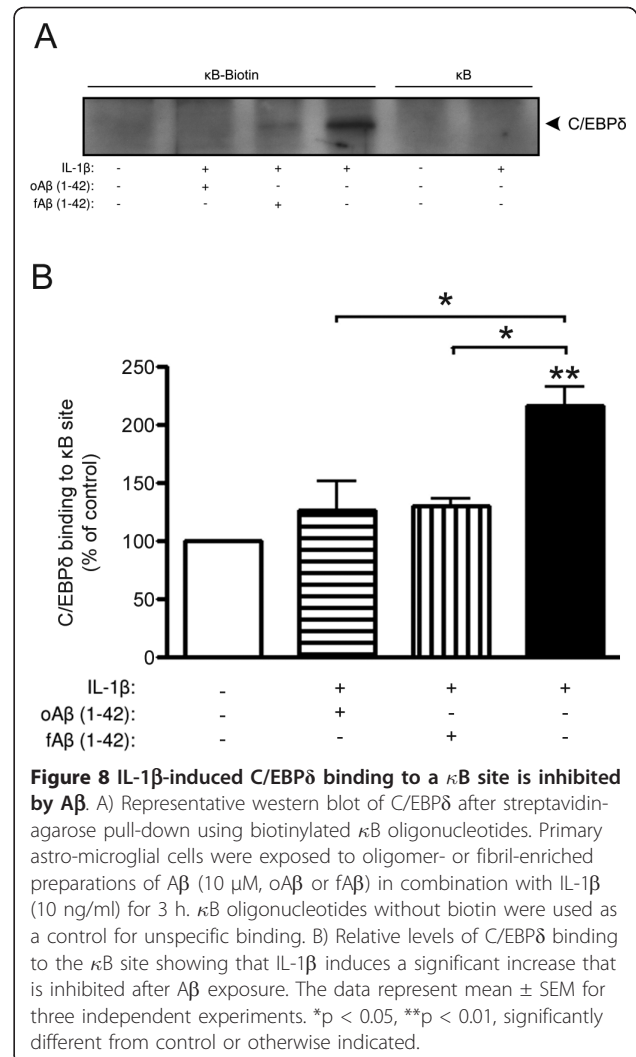 A
κB-Biotin κB
C/EBPδ
IL-1β: - + + + - +
oAβ (1-42): - + - - - -
fAβ (1-42): - - + - - -
B
*
*
**
C/EBPδ binding to κB site
(% of control)
250
200
150
100
50
0
IL-1β: - + + +
oAβ (1-42): - + - -
fAβ (1-42): - - + -
Figure 8 IL-1β-induced C/EBPδ binding to a κB site is inhibited
by Aβ. A) Representative western blot of C/EBPδ after streptavidin-
agarose pull-down using biotinylated κB oligonucleotides. Primary
astro-microglial cells were exposed to oligomer- or fibril-enriched
preparations of Aβ (10 μM, oAβ or fAβ) in combination with IL-1β
(10 ng/ml) for 3 h. κB oligonucleotides without biotin were used as
a control for unspecific binding. B) Relative levels of C/EBPδ binding
to the κB site showing that IL-1β induces a significant increase that
is inhibited after Aβ exposure. The data represent mean ± SEM for
three independent experiments. *p < 0.05, **p < 0.01, significantly
different from control or otherwise indicated.